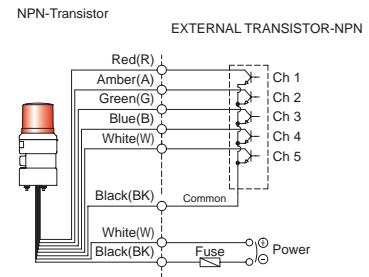 NPN-Transistor
EXTERNAL TRANSISTOR-NPN
Red(R)
Amber(A)
Green(G)
Blue(B)
White(W)
Ch 1
Ch 2
Ch 3
Ch 4
Ch 5
Black(BK)
Common
White(W)
Black(BK)
Fuse
⊕
⊖
Power